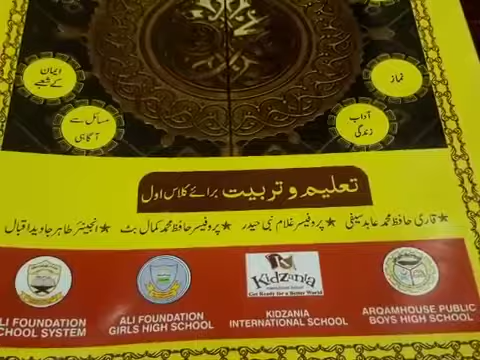 ایمان کے شعبے
نماز
مسائل سے آگاہی
آداب زندگی
تعلیم و تربیت برائے کلاس اول
★قاری حافظ محمد عابد سیفی ★پروفیسر غلام نبی حیدر ★پروفیسر حافظ محمد کمال بٹ ★انجینئر طاہر جاوید اقبال
KidZania
Get Ready for a Better World
LI FOUNDATION
CHOOL SYSTEM
ALI FOUNDATION
GIRLS HIGH SCHOOL
KIDZANIA
INTERNATIONAL SCHOOL
ARQAMHOUSE PUBLIC
BOYS HIGH SCHOOL